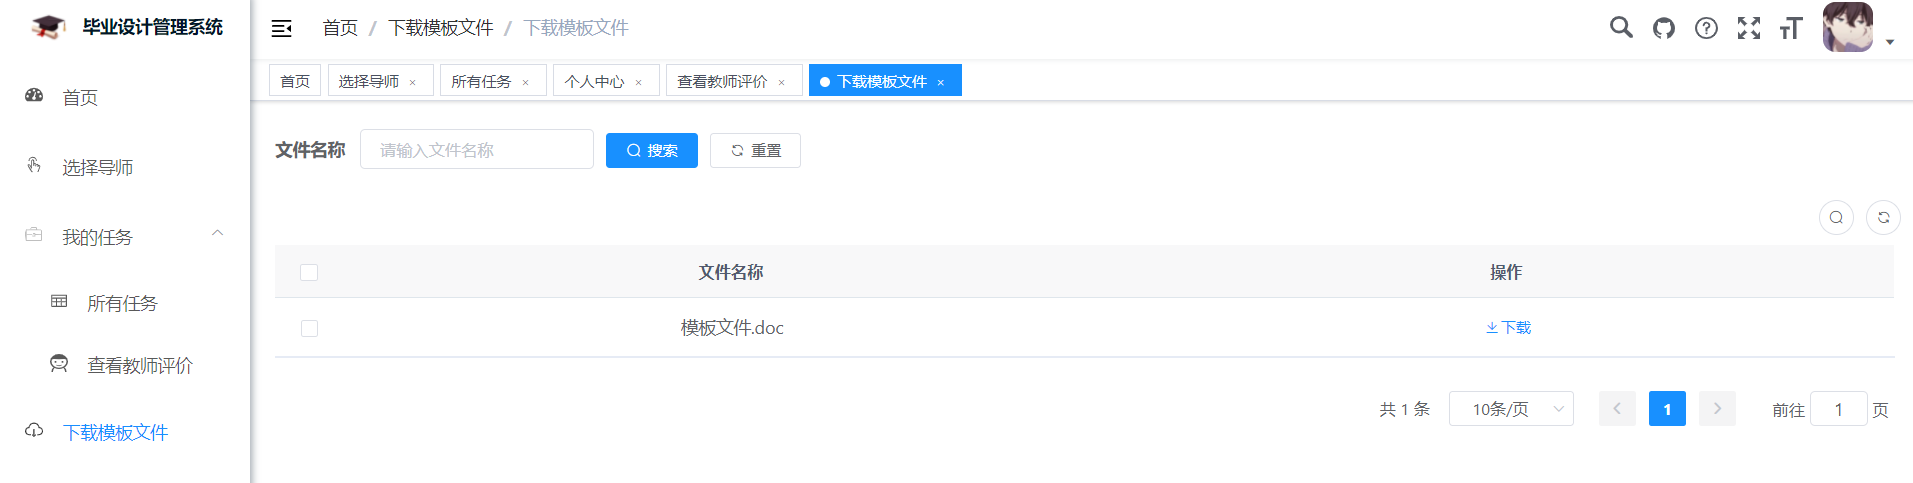 毕业设计管理系统
首页 / 下载模板文件 / 下载模板文件
首页 选择导师 × 所有任务 × 个人中心 × 查看教师评价 × 下载模板文件 ×
首页
选择导师
我的任务
所有任务
查看教师评价
下载模板文件
文件名称 请输入文件名称 搜索 重置
文件名称 操作
模板文件.doc 下载
共 1 条 10条/页 1 前往 1 页